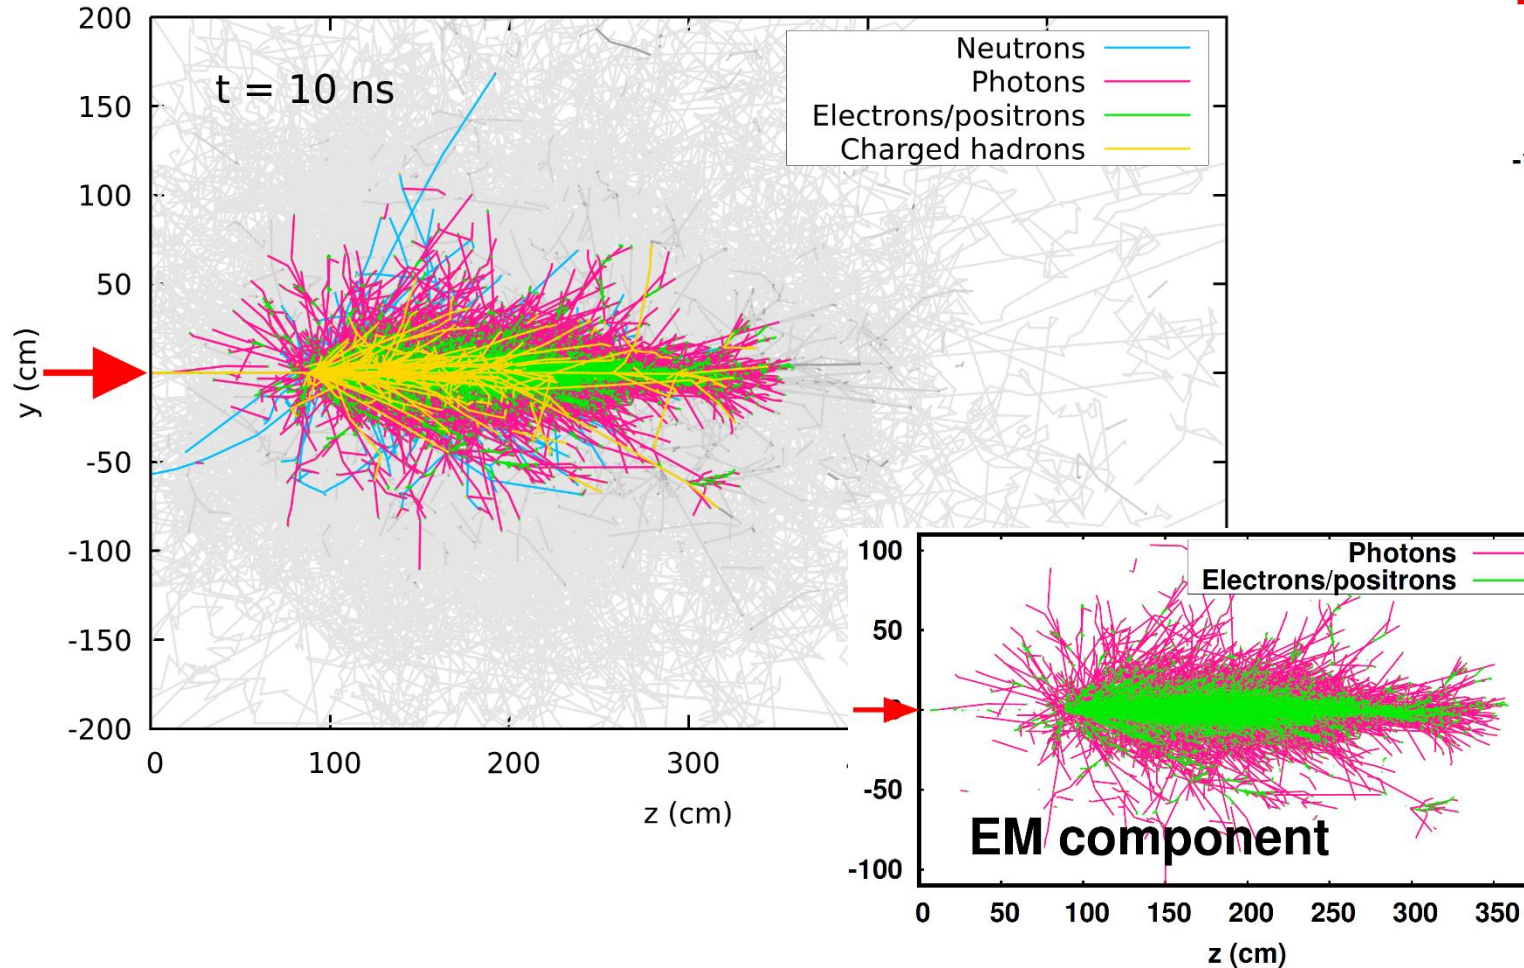 200
150
100
50
0
-50
-100
-150
-200
y (cm)
t = 10 ns
Neutrons
Photons
Electrons/positrons
Charged hadrons
0 100 200 300
z (cm)
100
50
-50
-100
Photons
Electrons/positrons
EM component
0 50 100 150 200 250 300 350
z (cm)